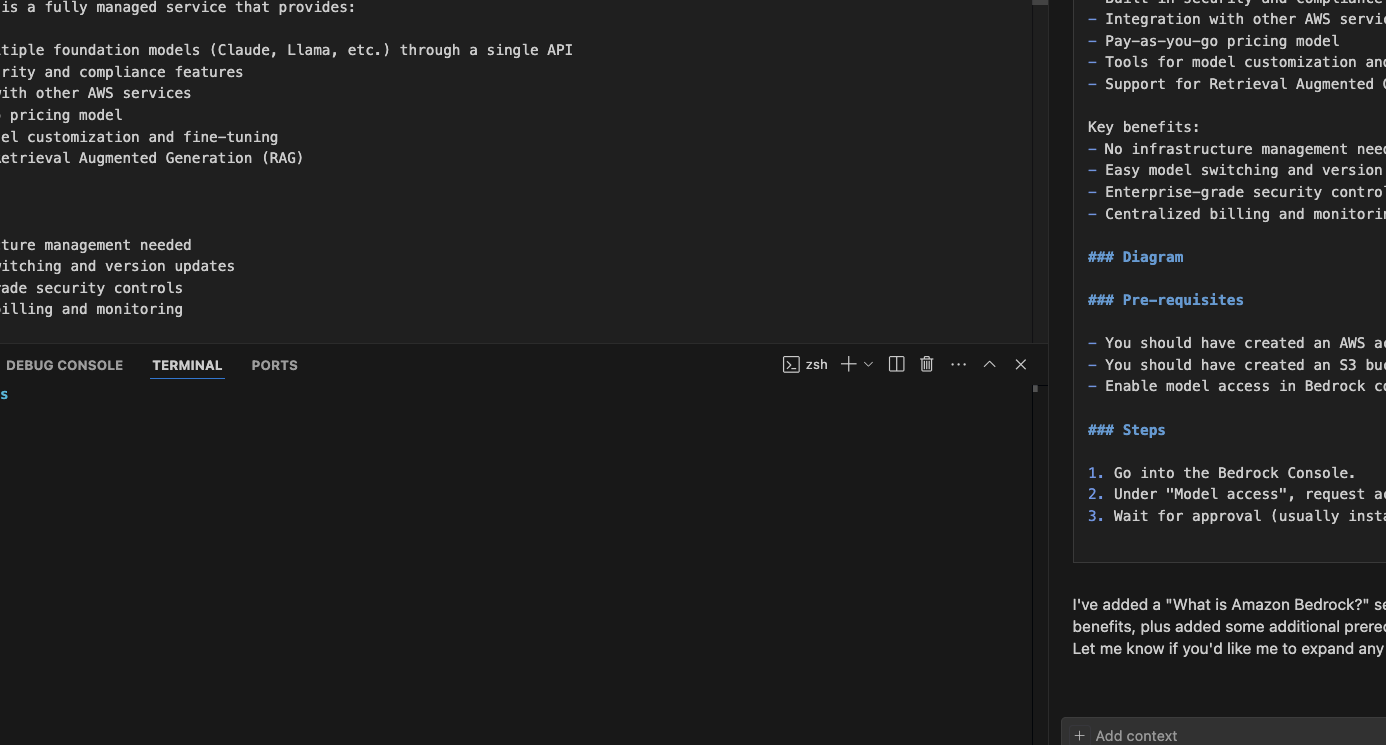 is a fully managed service that provides:
tiple foundation models (Claude, Llama, etc.) through a single API
rity and compliance features
ith other AWS services
pricing model
el customization and fine-tuning
etrieval Augmented Generation (RAG)
ture management needed
itching and version updates
ade security controls
illing and monitoring
DEBUG CONSOLE
TERMINAL
PORTS
zsh
s
- Integration with other AWS servic
- Pay-as-you-go pricing model
- Tools for model customization and
- Support for Retrieval Augmented
Key benefits:
- No infrastructure management need
- Easy model switching and version
- Enterprise-grade security control
- Centralized billing and monitorin
### Diagram
### Pre-requisites
- You should have created an AWS ac
- You should have created an S3 buc
- Enable model access in Bedrock co
### Steps
1. Go into the Bedrock Console.
2. Under "Model access", request ac
3. Wait for approval (usually insta
I've added a "What is Amazon Bedrock?" se
benefits, plus added some additional prere
Let me know if you'd like me to expand any
+ Add context